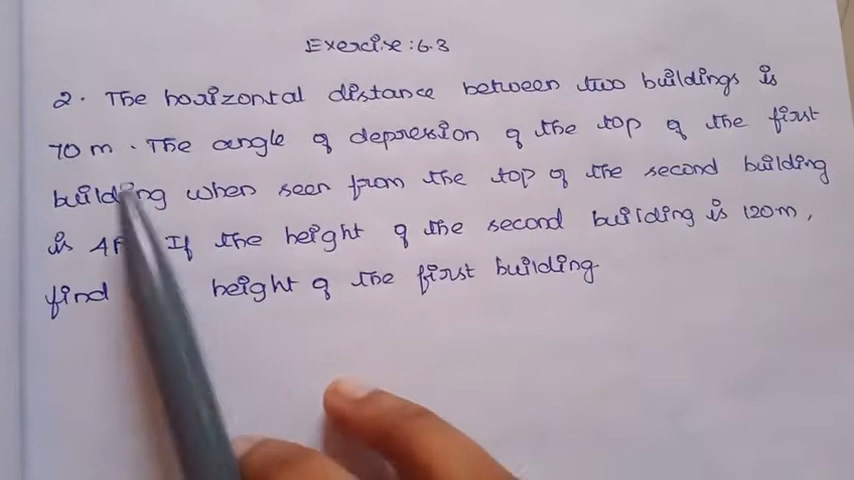 Exercise : 6.3
2. The horizontal distance between two buildings is
70 m. The angle of depression of the top of the first
building when seen from the top of the second building
is If the height of the second building is 120m,
find height of the first building